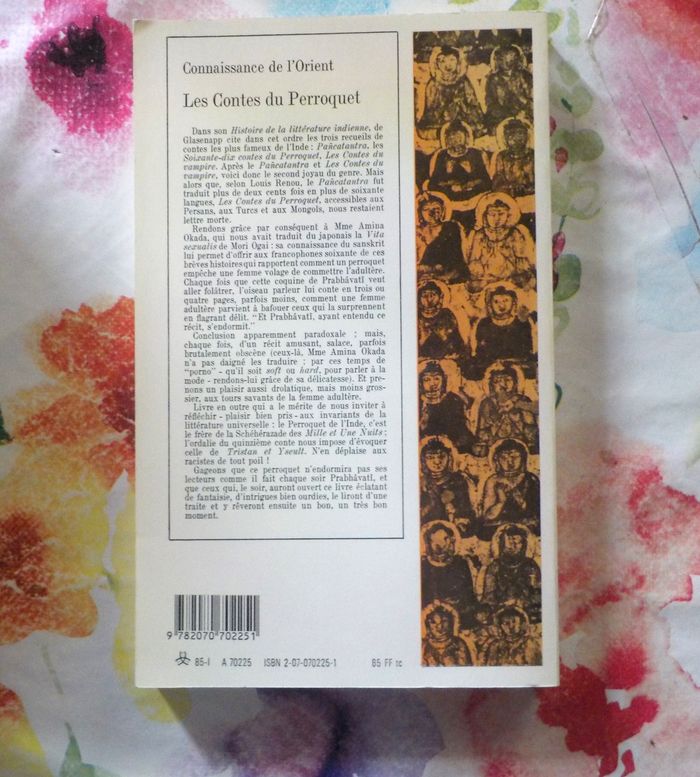 Connaissance de l'Orient
Les Contes du Perroquet
Dans son Histoire de la littérature indienne, de
Glasenapp cite dans cet ordre les trois recueils de
contes les plus fameux de l'Inde : Pañcatantra, les
Soixante-dix contes du Perroquet, Les Contes du
vampire. Après le Pañcatantra et Les Contes du
vampire, voici donc le second joyau du genre. Mais
alors que, selon Louis Renou, le Pañcatantra fut
traduit plus de deux cents fois en plus de soixante
langues, Les Contes du Perroquet, accessibles aux
Persans, aux Turcs et aux Mongols, nous restaient
lettre morte.
Rendons grâce par conséquent à Mme Amina
Okada, qui nous avait traduit du japonais la Vita
sexualis de Mori Ogai : sa connaissance du sanskrit
lui permet d'offrir aux francophones soixante de ces
brèves histoires qui rapportent comment un perroquet
empêche une femme volage de commettre l'adultère.
Chaque fois que cette coquine de Prabhâvatî veut
aller folâtrer, l'oiseau parleur lui conte en trois ou
quatre pages, parfois moins, comment une femme
adultère parvient à bafouer ceux qui la surprennent
en flagrant délit. "Et Prabhâvatî, ayant entendu ce
récit, s'endormit."
Conclusion apparemment paradoxale ; mais,
chaque fois, d'un récit amusant, salace, parfois
brutalement obscène (ceux-là, Mme Amina Okada
n'a pas daigné les traduire : par ces temps de
"porno" - qu'il soit soft ou hard, pour parler à la
mode - rendons-lui grâce de sa délicatesse). Et pre-
nons un plaisir aussi drolatique, mais moins gros-
sier, aux tours savants de la femme adultère.
Livre en outre qui a le mérite de nous inviter à
réfléchir - plaisir bien pris - aux invariants de la
littérature universelle : le Perroquet de l'Inde, c'est
le frère de la Schéhérazade des Mille et Une Nuits ;
l'ordalie du quinzième conte nous impose d'évoquer
celle de Tristan et Yseult. N'en déplaise aux
racistes de tout poil !
Gageons que ce perroquet n'endormira pas ses
lecteurs comme il fait chaque soir Prabhâvatî, et
que ceux qui, le soir, auront ouvert ce livre éclatant
de fantaisie, d'intrigues bien ourdies, le liront d'une
traite et y rêveront ensuite un bon, un très bon
moment.
9 782070 702251
85-I A 70225 ISBN 2-07-070225-1 85 FF tc